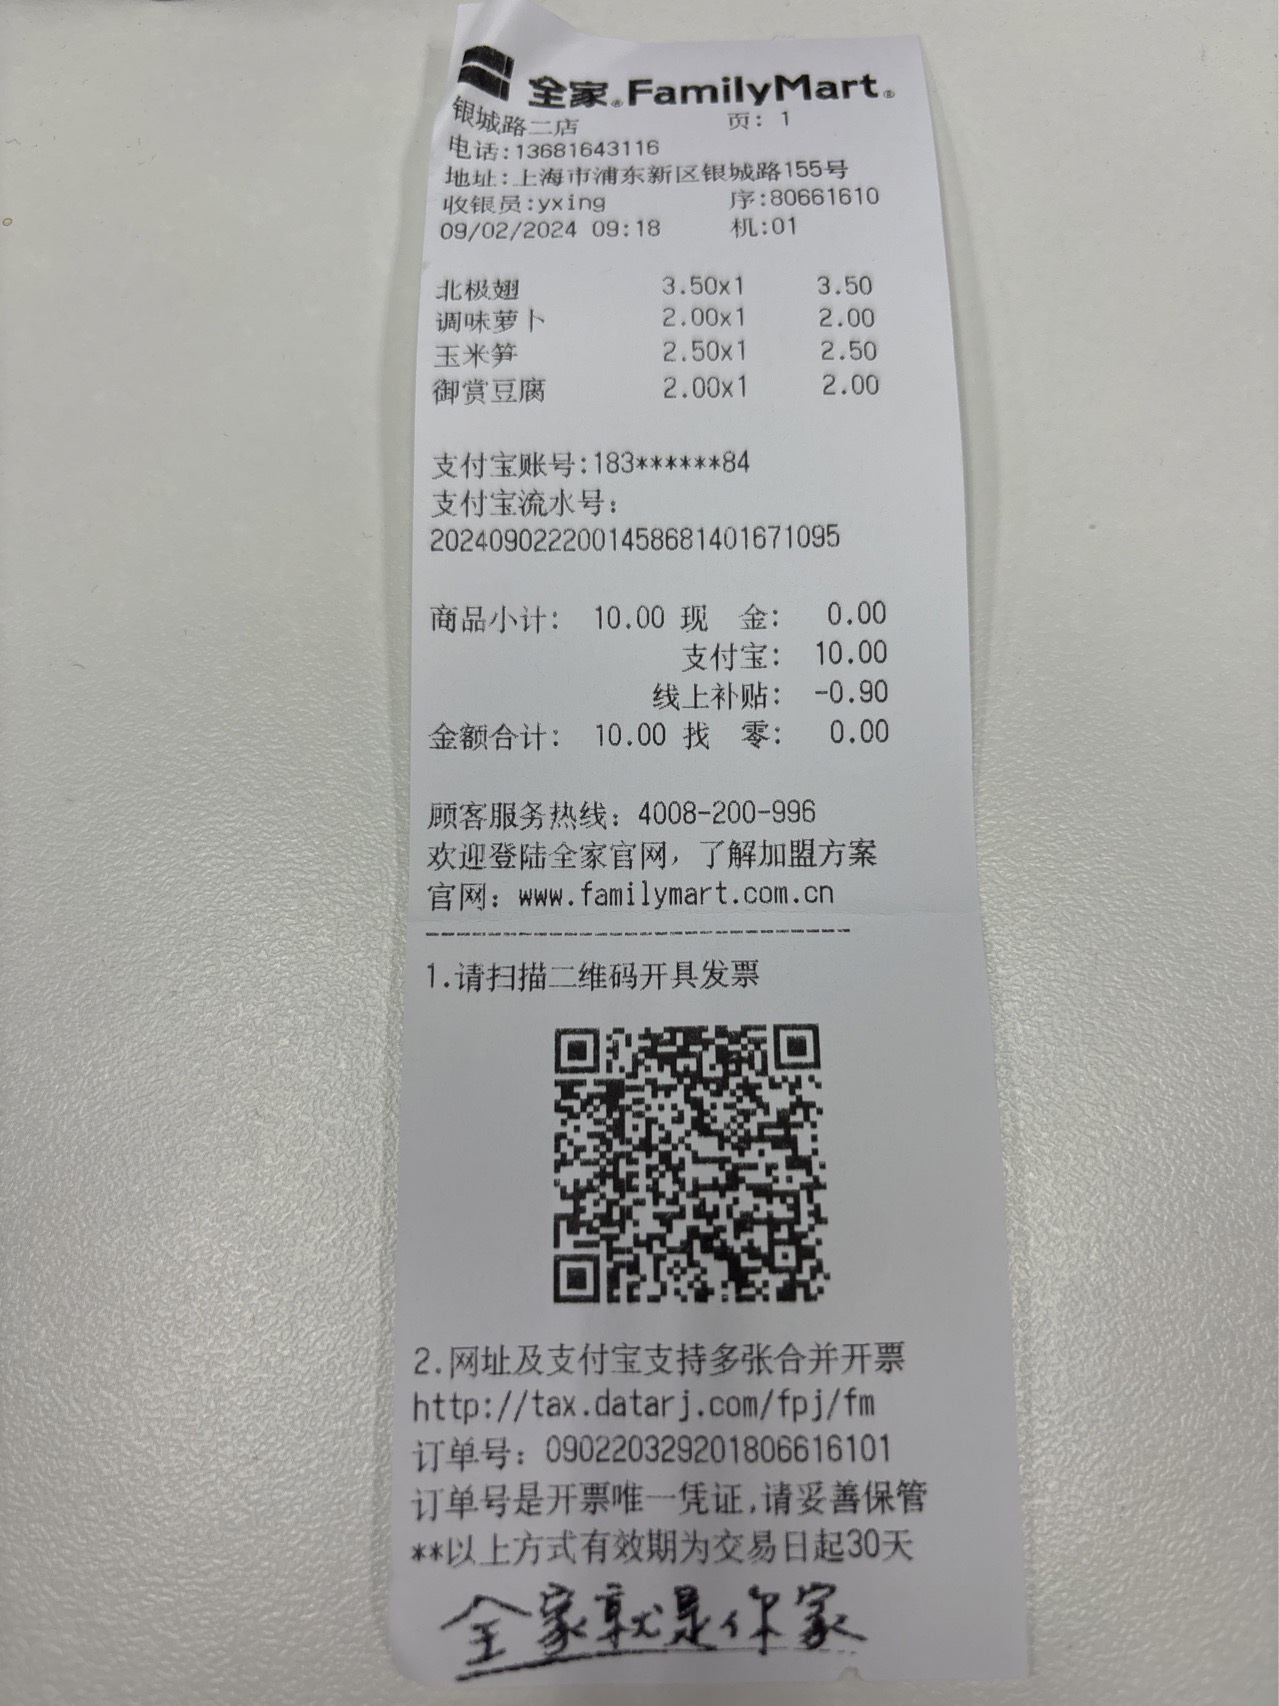 全家®FamilyMart®
银城路二店 页: 1
电话:13681643116
地址:上海市浦东新区银城路155号
收银员:yxing 序:80661610
09/02/2024 09:18 机:01
北极翅 3.50x1 3.50
调味萝卜 2.00x1 2.00
玉米笋 2.50x1 2.50
御赏豆腐 2.00x1 2.00
支付宝账号:183******84
支付宝流水号:
2024090222001458681401671095
商品小计: 10.00 现 金: 0.00
支付宝: 10.00
线上补贴: -0.90
金额合计: 10.00 找 零: 0.00
顾客服务热线: 4008-200-996
欢迎登陆全家官网,了解加盟方案
官网: www.familymart.com.cn
1.请扫描二维码开具发票
2.网址及支付宝支持多张合并开票
http://tax.datarj.com/fpj/fm
订单号: 090220329201806616101
订单号是开票唯一凭证,请妥善保管
**以上方式有效期为交易日起30天
全家就是你家